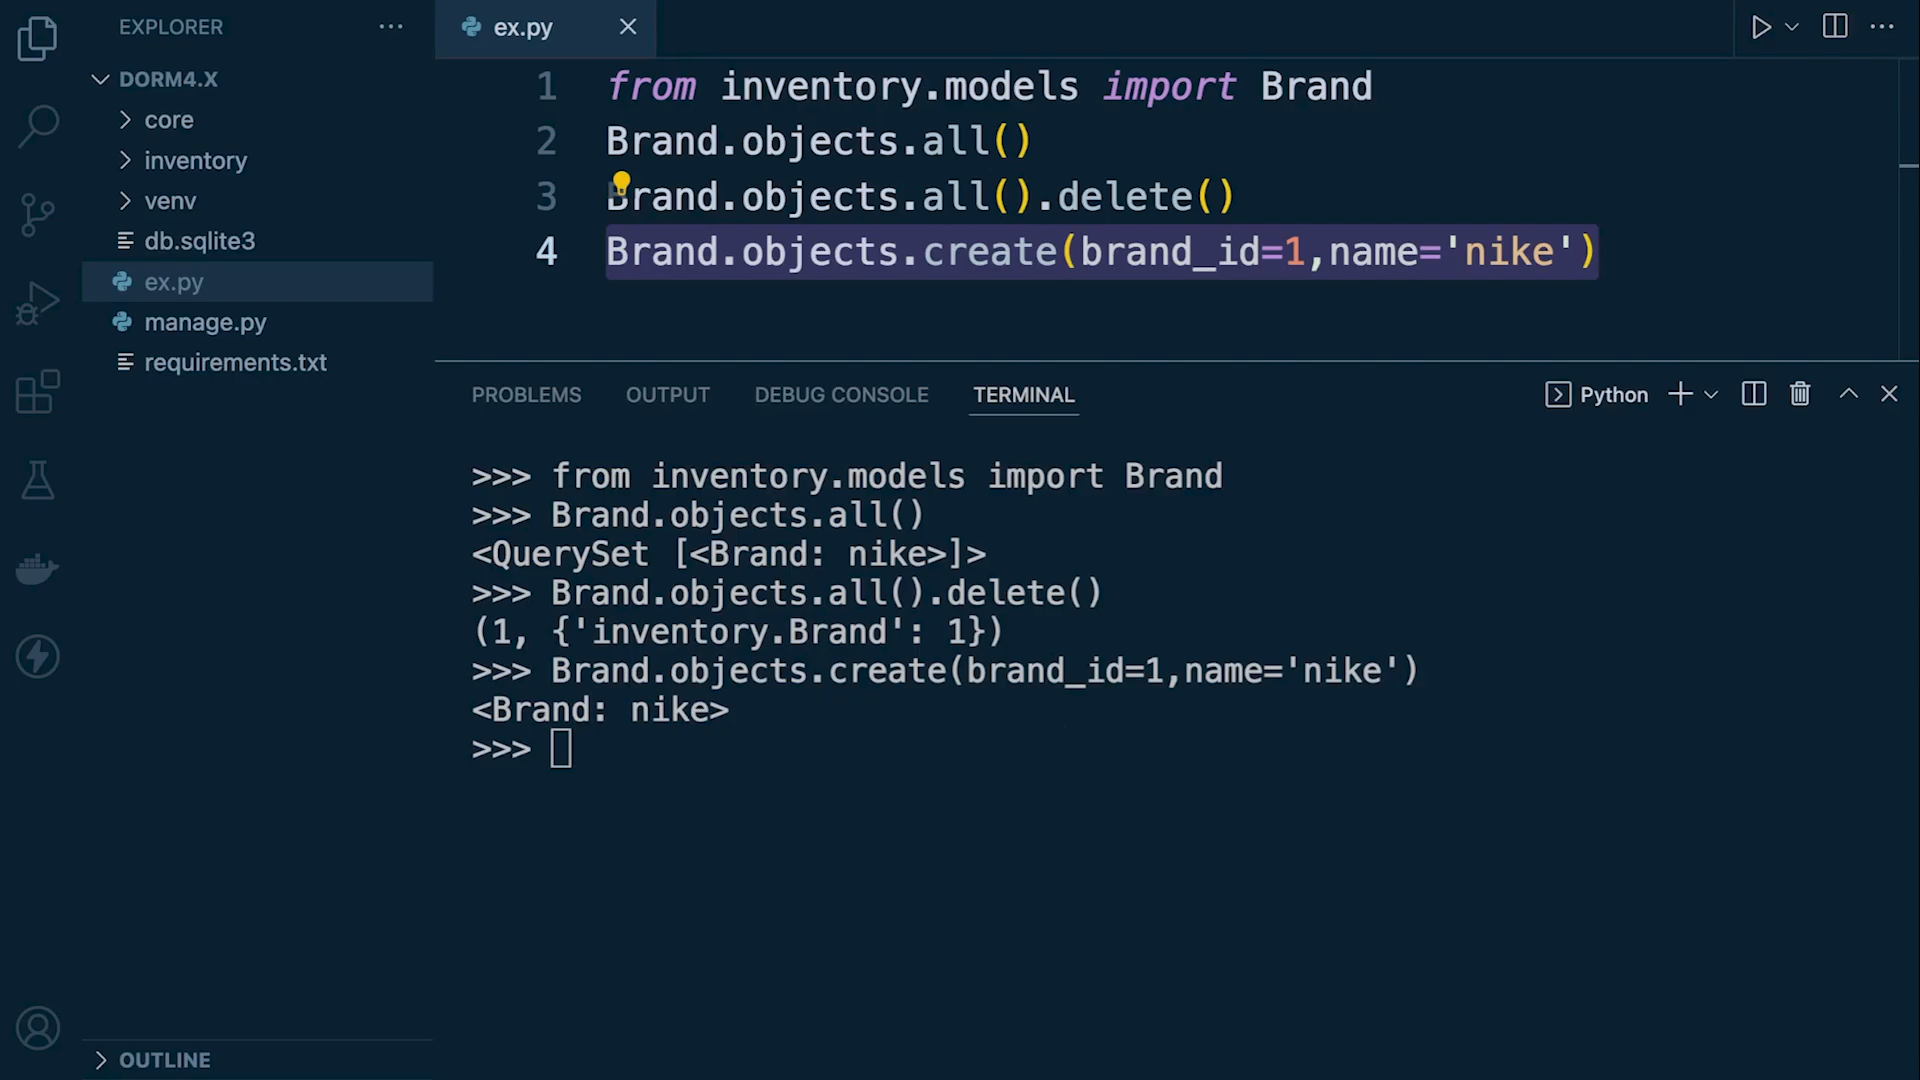 EXPLORER
DORM4.X
core
inventory
venv
db.sqlite3
ex.py
manage.py
requirements.txt
OUTLINE
ex.py
1 from inventory.models import Brand
2 Brand.objects.all()
3 Brand.objects.all().delete()
4 Brand.objects.create(brand_id=1,name='nike')
PROBLEMS OUTPUT DEBUG CONSOLE TERMINAL Python
>>> from inventory.models import Brand
>>> Brand.objects.all()
<QuerySet [<Brand: nike>]>
>>> Brand.objects.all().delete()
(1, {'inventory.Brand': 1})
>>> Brand.objects.create(brand_id=1,name='nike')
<Brand: nike>
>>>